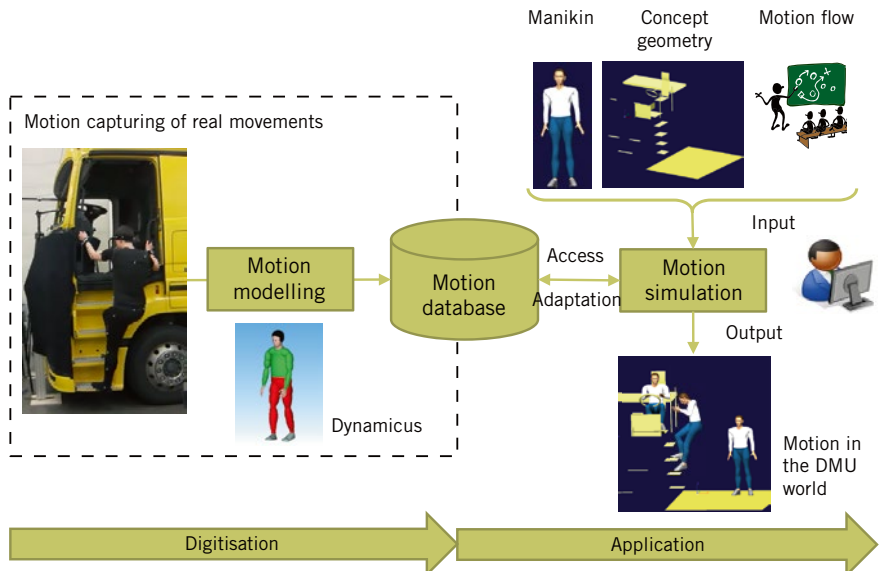 Manikin
Concept
geometry
Motion flow
Motion capturing of real movements
Motion
modelling
Motion
database
Access
Adaptation
Motion
simulation
Input
Output
Dynamicus
Motion in
the DMU
world
Digitisation
Application